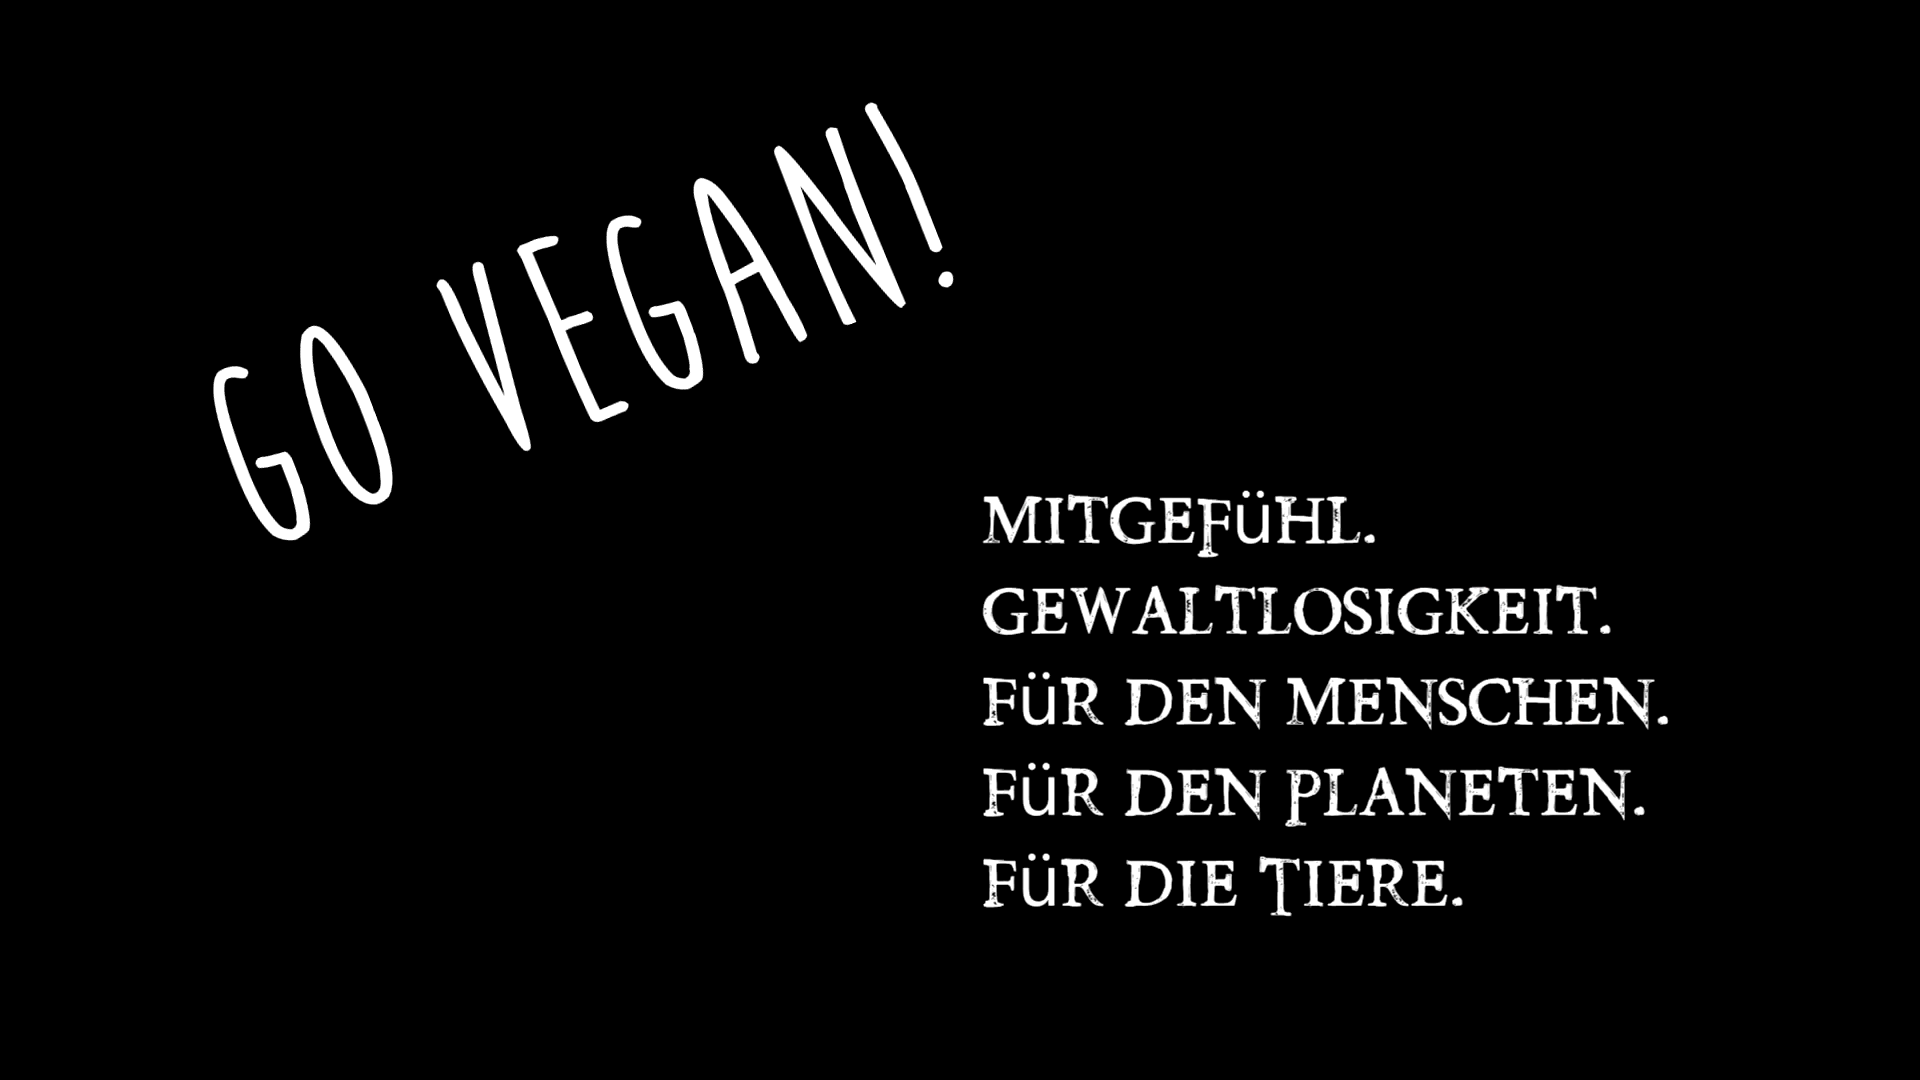 GO VEGAN!
MITGEFÜHL.
GEWALTLOSIGKEIT.
FÜR DEN MENSCHEN.
FÜR DEN PLANETEN.
FÜR DIE TIERE.